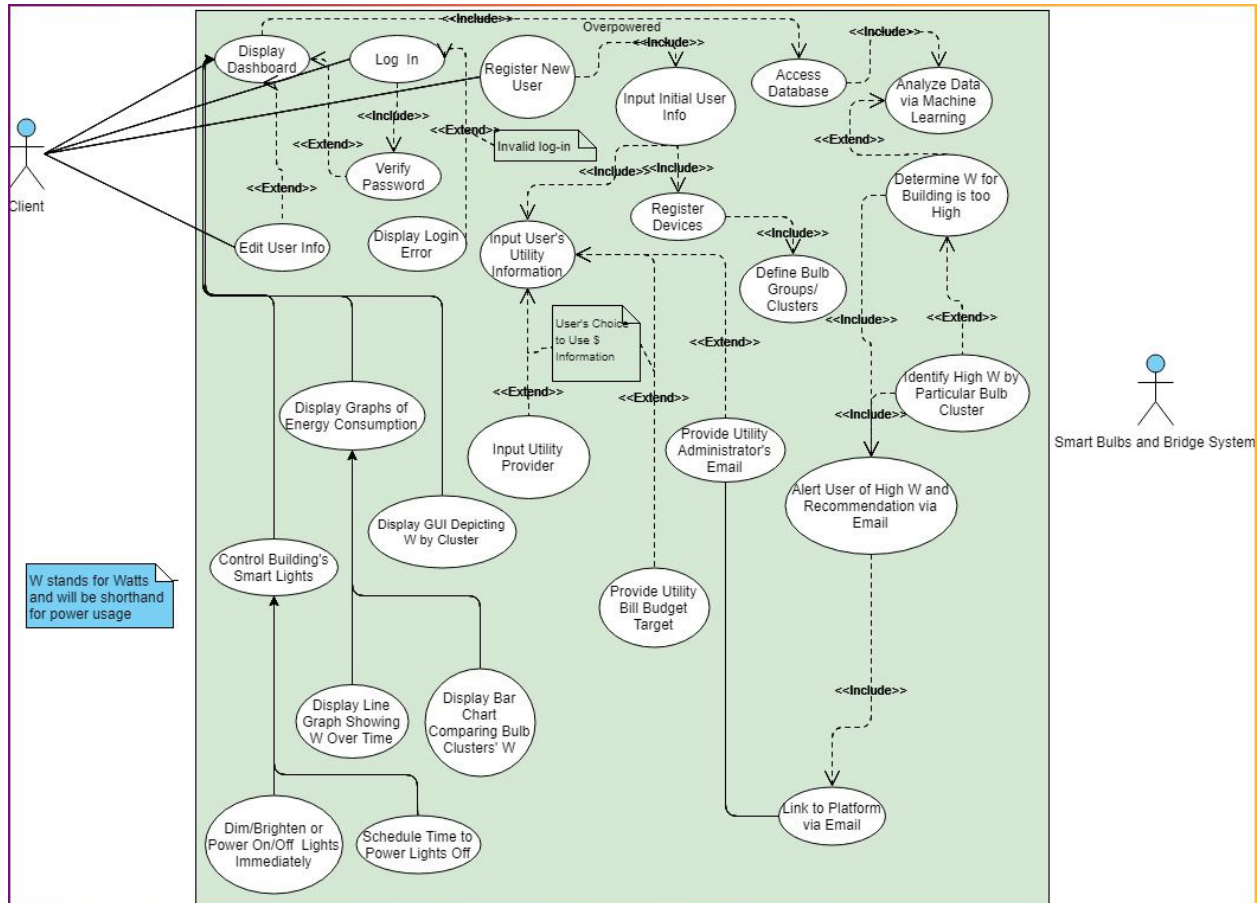 <<Include>>
Overpowered
Display
Dashboard
Log In
Register New
User
<<Include>>
Access
Database
<<Include>>
Analyze Data
via Machine
Learning
Input Initial User
Info
<<Include>>
<<Extend>>
Invalid log-in
<<Extend>>
<<Extend>>
Client
Verify
Password
<<Extend>>
<<Include>>
<<Include>>
Determine W for
Building is too
High
Register
Devices
Edit User Info
Display Login
Error
Input User's
Utility
Information
<<Include>>
Define Bulb
Groups/
Clusters
User's Choice
to Use $
Information
<<Extend>>
<<Include>>
<<Extend>>
Identify High W by
Particular Bulb
Cluster
<<Include>>
Display Graphs of
Energy Consumption
<<Extend>>
<<Extend>>
Input Utility
Provider
Provide Utility
Administrator's
Email
Smart Bulbs and Bridge System
Alert User of High W and
Recommendation via
Email
Display GUI Depicting
W by Cluster
Control Building's
Smart Lights
W stands for Watts
and will be shorthand
for power usage
Provide Utility
Bill Budget
Target
<<Include>>
Display Line
Graph Showing
W Over Time
Display Bar
Chart
Comparing Bulb
Clusters' W
Link to Platform
via Email
Dim/Brighten or
Power On/Off Lights
Immediately
Schedule Time to
Power Lights Off